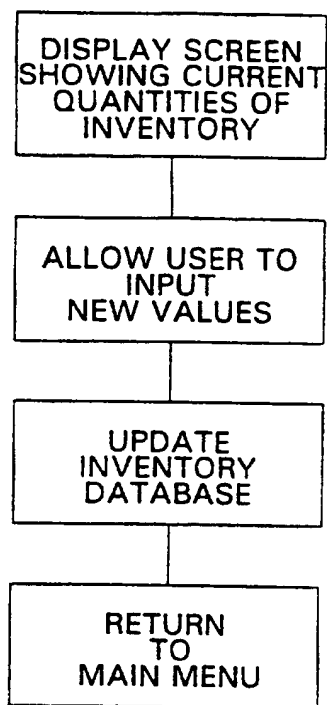 DISPLAY SCREEN
SHOWING CURRENT
QUANTITIES OF
INVENTORY
ALLOW USER TO
INPUT
NEW VALUES
UPDATE
INVENTORY
DATABASE
RETURN
TO
MAIN MENU